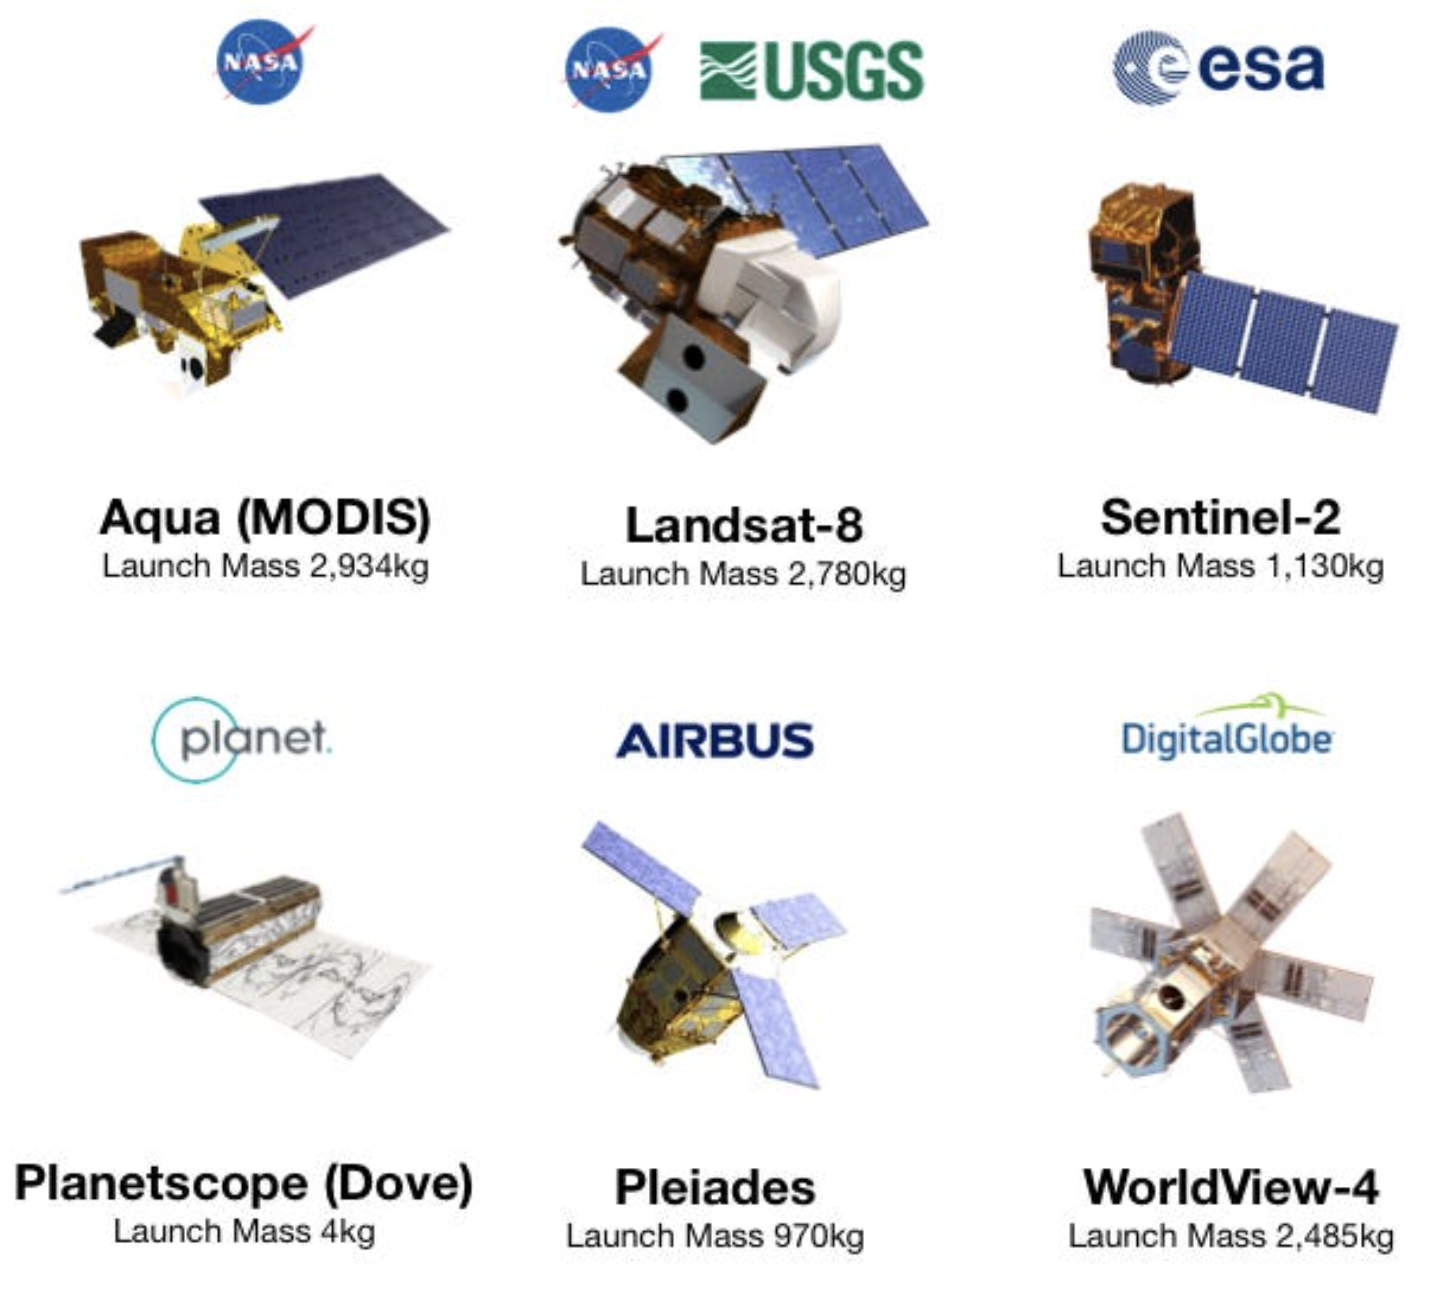 NASA
NASA
USGS
esa
Aqua (MODIS)
Launch Mass 2,934kg
Landsat-8
Launch Mass 2,780kg
Sentinel-2
Launch Mass 1,130kg
planet.
AIRBUS
DigitalGlobe
Planetscope (Dove)
Launch Mass 4kg
Pleiades
Launch Mass 970kg
WorldView-4
Launch Mass 2,485kg